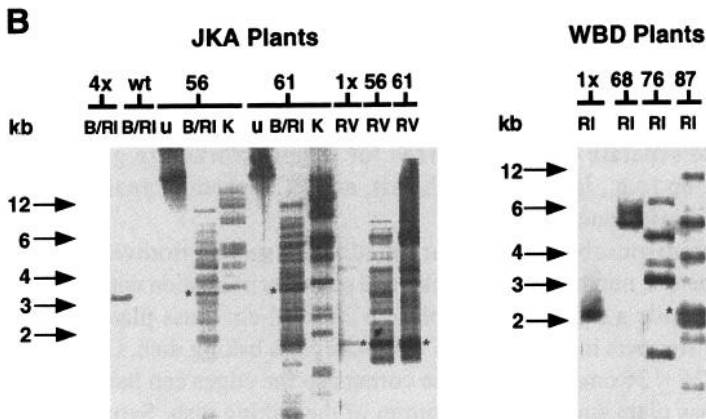 B
JKA Plants
WBD Plants
4x wt 56 61 1x 56 61
1x 68 76 87
kb B/RI B/RI u B/RI K u B/RI K RV RV RV
kb RI RI RI RI
12
6
4
3
2
12
6
4
3
2
* * * *
*